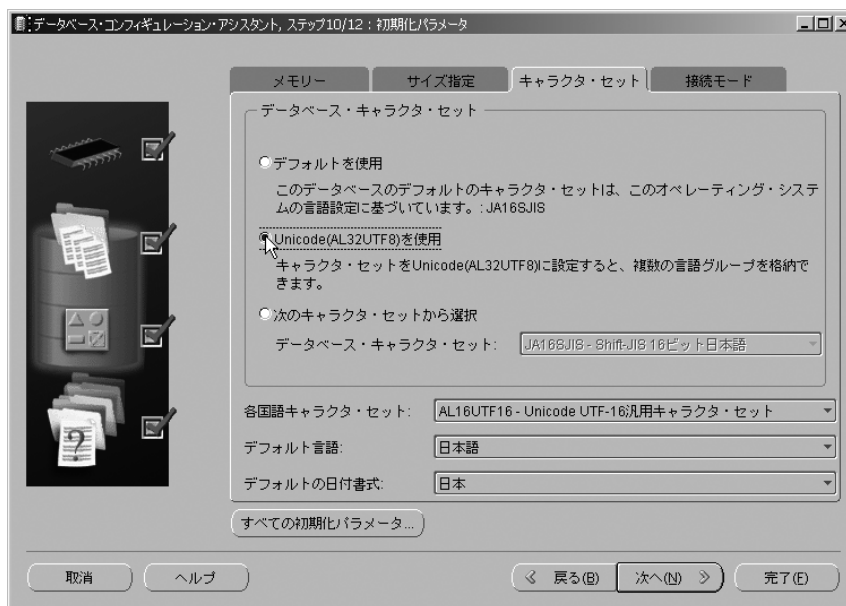 データベース・コンフィギュレーション・アシスタント, ステップ10/12：初期化パラメータ
メモリー サイズ指定 キャラクタ・セット 接続モード
データベース・キャラクタ・セット
デフォルトを使用
このデータベースのデフォルトのキャラクタ・セットは、このオペレーティング・システ
ムの言語設定に基づいています。: JA16SJIS
Unicode(AL32UTF8)を使用
キャラクタ・セットをUnicode(AL32UTF8)に設定すると、複数の言語グループを格納で
きます。
次のキャラクタ・セットから選択
データベース・キャラクタ・セット: JA16SJIS - Shift-JIS 16ビット日本語
各国語キャラクタ・セット: AL16UTF16 - Unicode UTF-16汎用キャラクタ・セット
デフォルト言語: 日本語
デフォルトの日付書式: 日本
すべての初期化パラメータ...
取消 ヘルプ 戻る(B) 次へ(N) 完了(F)